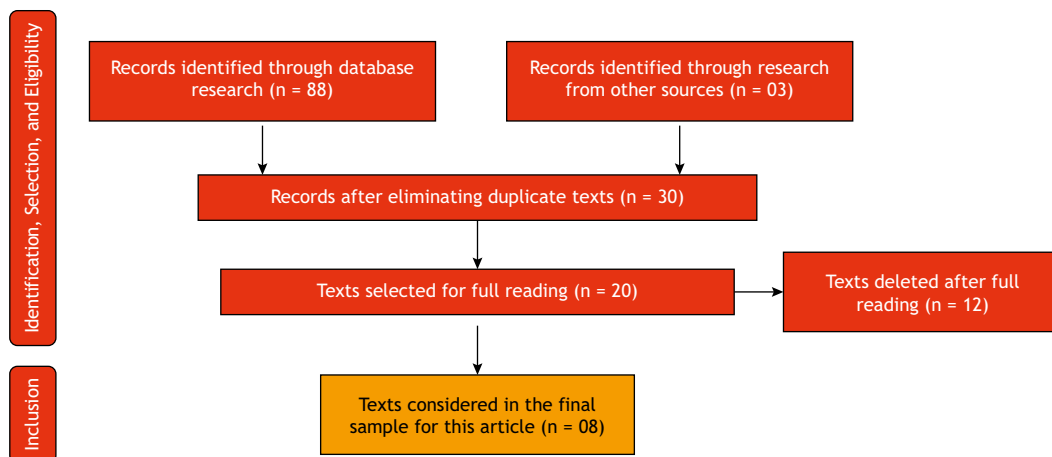 Identification, Selection, and Eligibility
Records identified through database
research (n = 88)
Records identified through research
from other sources (n = 03)
Records after eliminating duplicate texts (n = 30)
Texts selected for full reading (n = 20)
Texts deleted after full
reading (n = 12)
Inclusion
Texts considered in the final
sample for this article (n = 08)